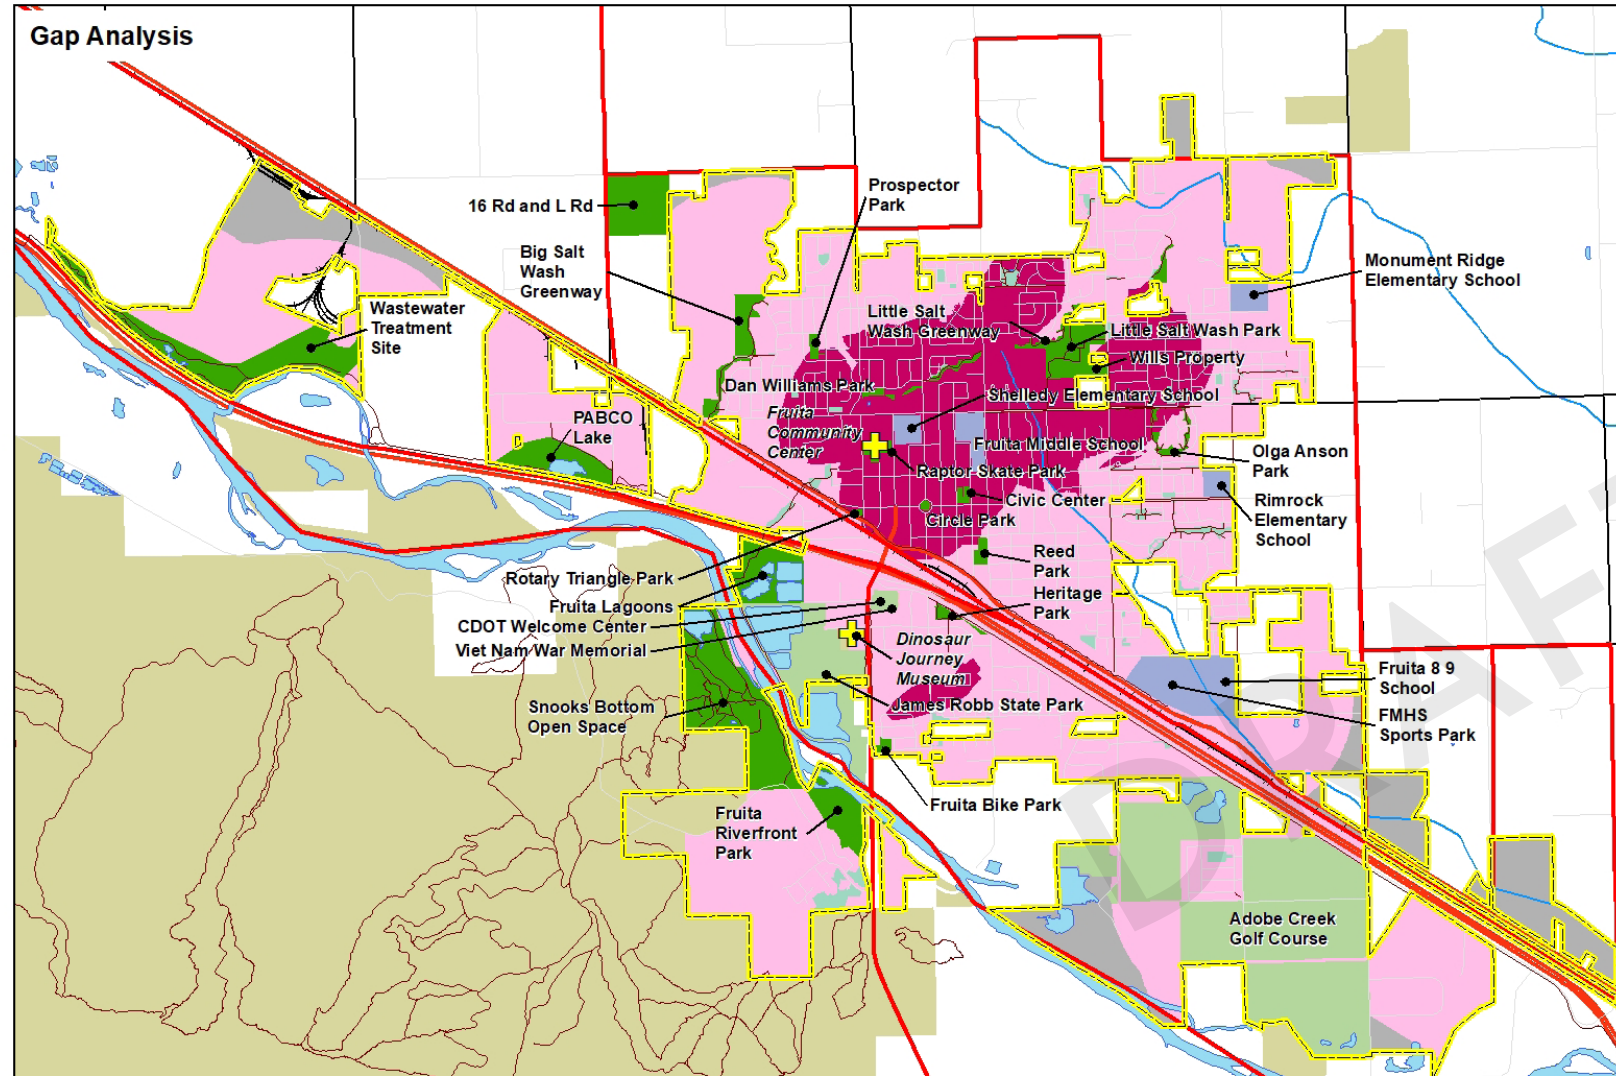 Gap Analysis
Prospector
Park
16 Rd and L Rd
Big Salt
Wash
Greenway
Monument Ridge
Elementary School
Wastewater
Treatment
Site
Little Salt
Wash Greenway
Little Salt Wash Park
Wills Property
Dan Williams Park
Shelledy Elementary School
Fruita
Community
Center
PABCO
Lake
Fruita Middle School
Raptor Skate Park
Olga Anson
Park
Civic Center
Rimrock
Elementary
School
Circle Park
Reed
Park
Rotary Triangle Park
Heritage
Park
Fruita Lagoons
CDOT Welcome Center
Viet Nam War Memorial
Dinosaur
Journey
Museum
Fruita 8 9
School
Snooks Bottom
Open Space
James Robb State Park
FMHS
Sports Park
Fruita Bike Park
Fruita
Riverfront
Park
Adobe Creek
Golf Course
DRAFT